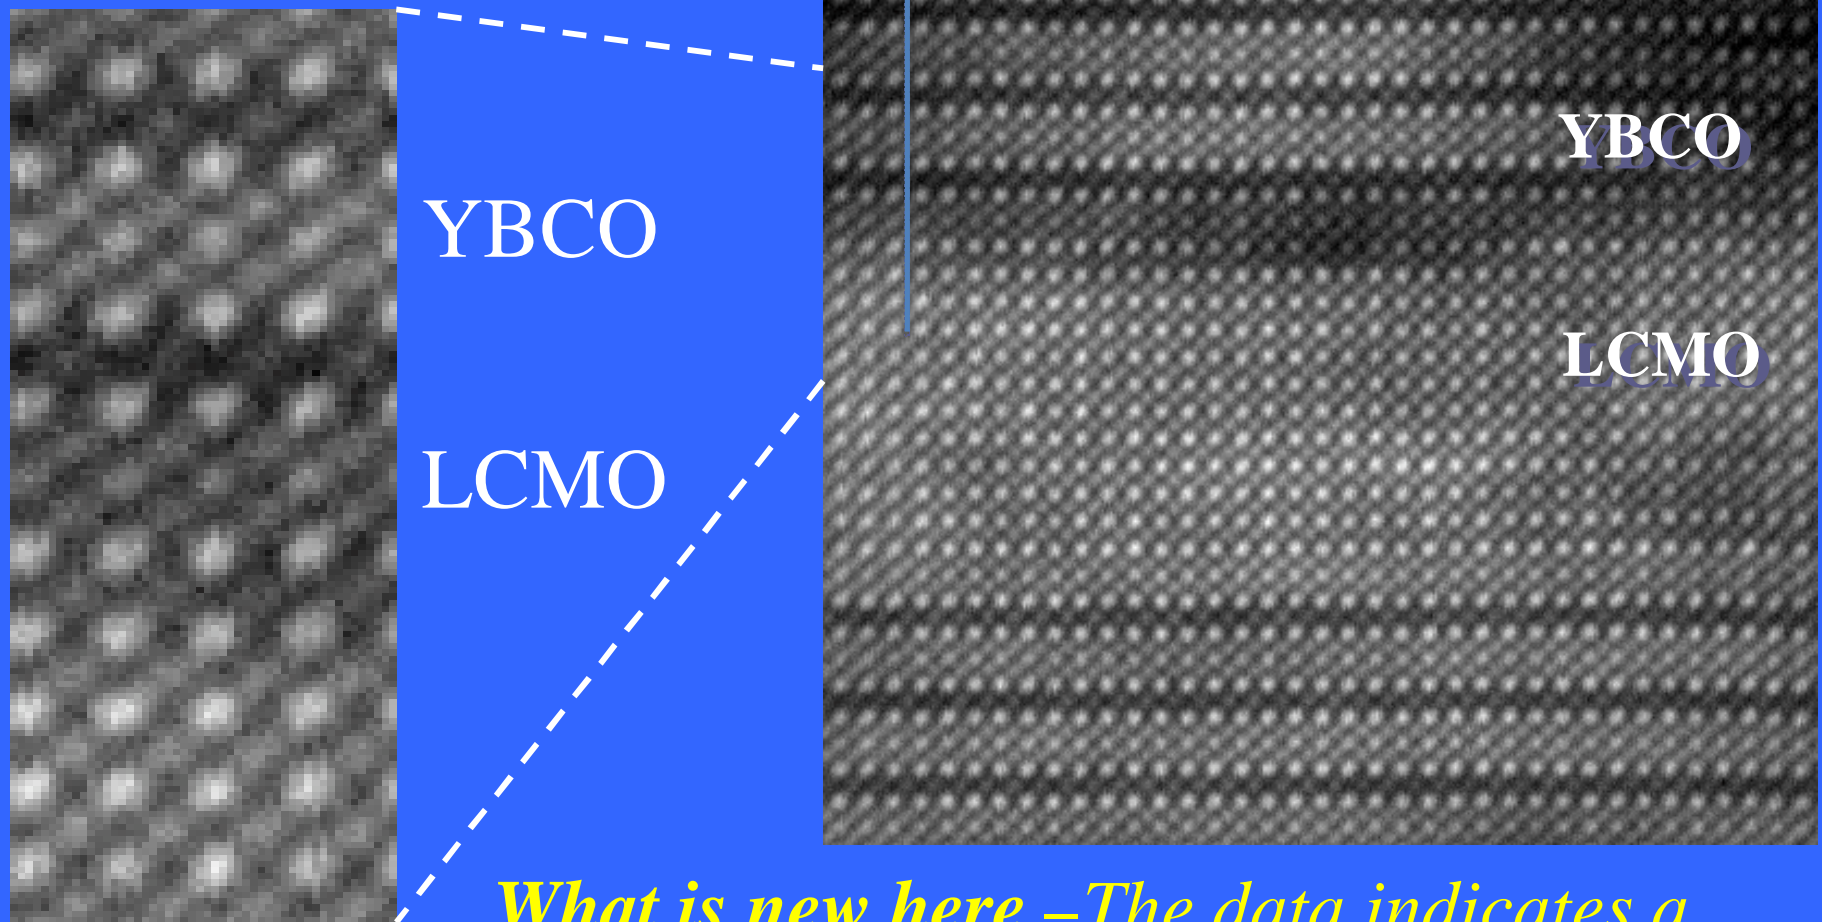 YBCO
LCMO
YBCO
LCMO
What is new here –The data indicates a